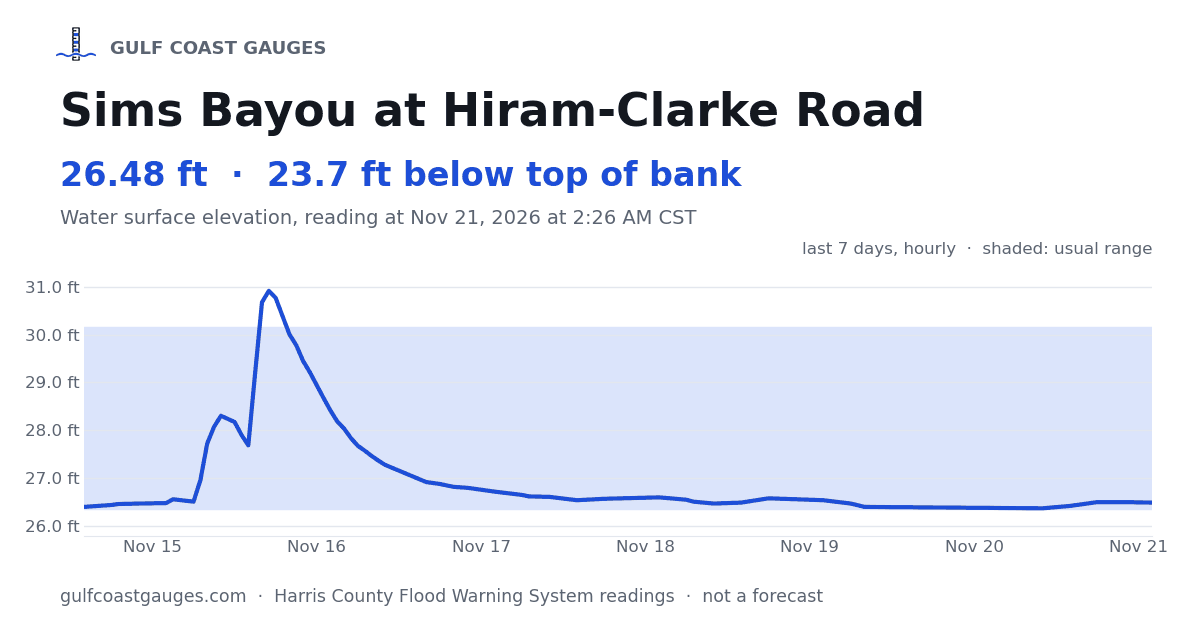 GULF COAST GAUGES
Sims Bayou at Hiram-Clarke Road
26.48 ft · 23.7 ft below top of bank
Water surface elevation, reading at Nov 21, 2026 at 2:26 AM CST
last 7 days, hourly · shaded: usual range
31.0 ft
30.0 ft
29.0 ft
28.0 ft
27.0 ft
26.0 ft
Nov 15 Nov 16 Nov 17 Nov 18 Nov 19 Nov 20 Nov 21
gulfcoastgauges.com · Harris County Flood Warning System readings · not a forecast